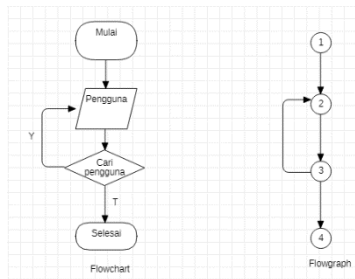 Mulai
Pengguna
Y
Cari
pengguna
T
Selesai
Flowchart
1
2
3
4
Flowgraph